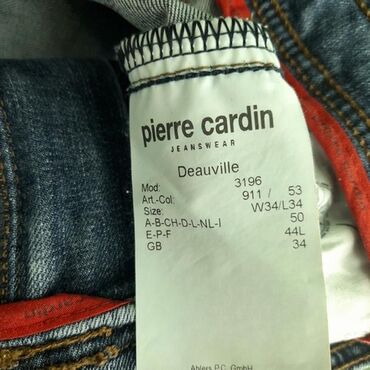 pierre cardin
JEANSWEAR
Deauville
Mod: 3196
Art.-Col: 911 / 53
Size: W34/L34
A-B-CH-D-L-NL-I 50
E-P-F 44L
GB 34
Ahlers P.C. GmbH